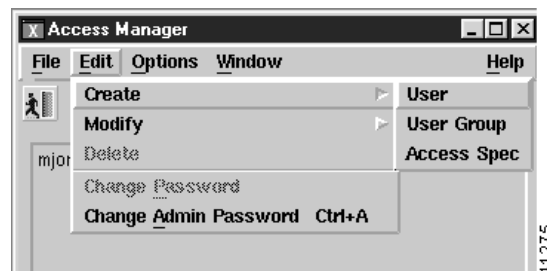 X Access Manager
File Edit Options Window Help
Create User
Modify User Group
Delete Access Spec
mjor
Change Password
Change Admin Password Ctrl+A
11275